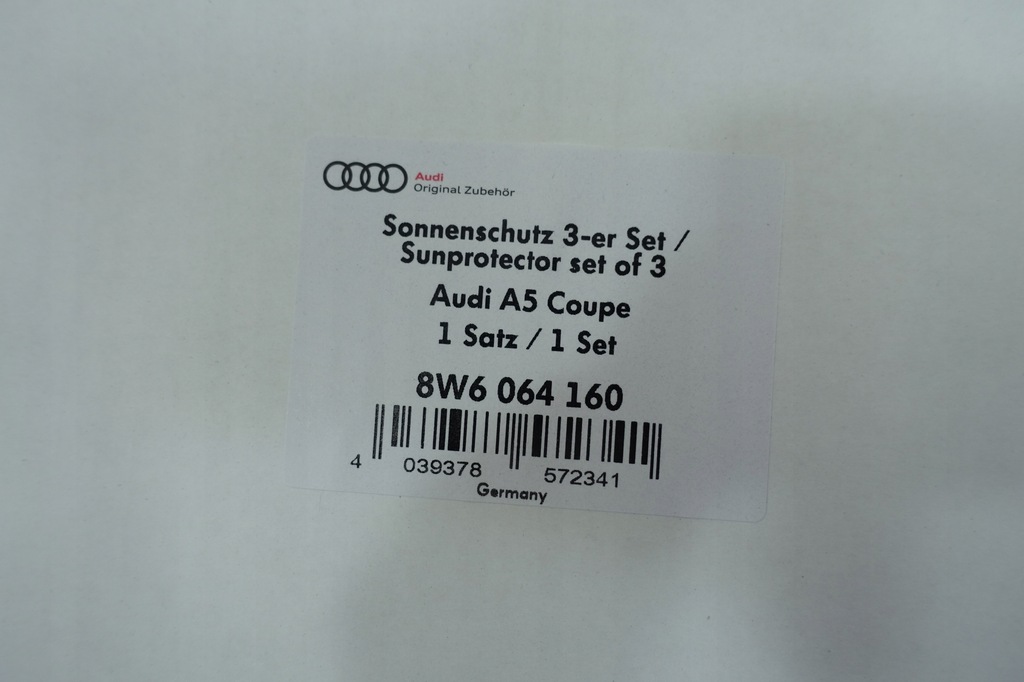 Audi
Original Zubehör
Sonnenschutz 3-er Set /
Sunprotector set of 3
Audi A5 Coupe
1 Satz / 1 Set
8W6 064 160
4 039378 572341
Germany